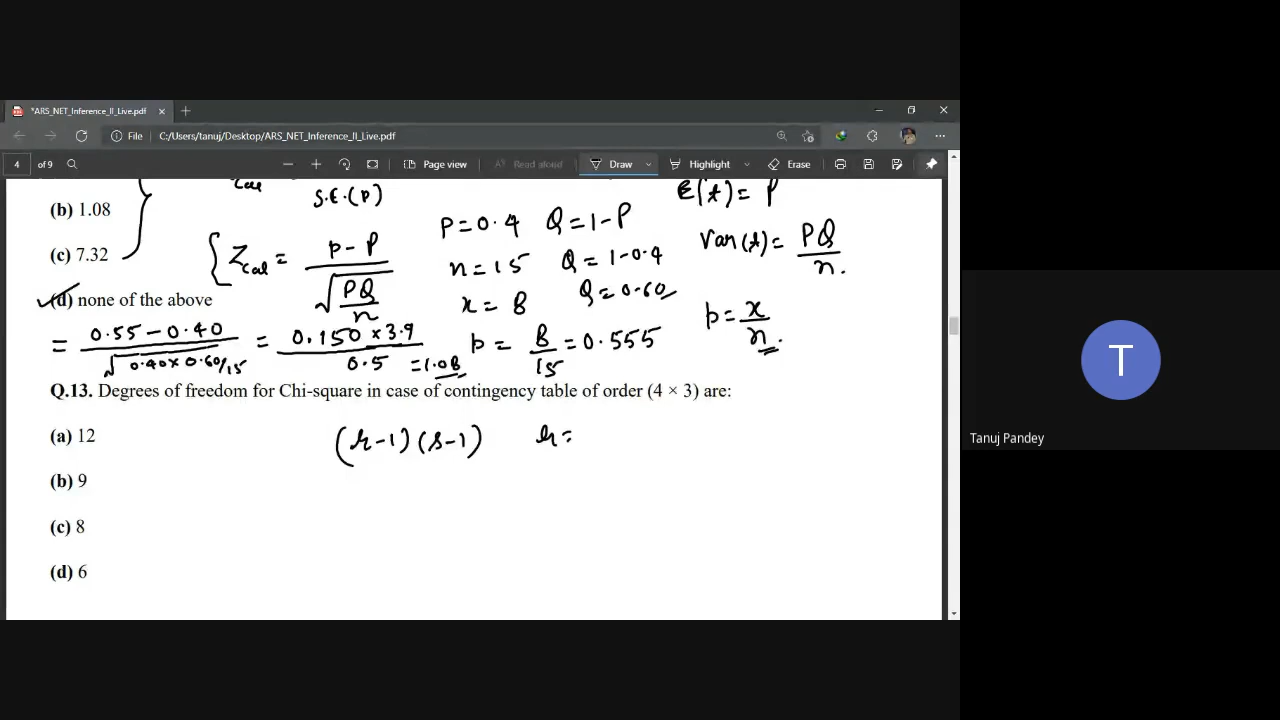 *ARS_NET_Inference_II_Live.pdf
File C:/Users/tanuj/Desktop/ARS_NET_Inference_II_Live.pdf
4 of 9 Page view Read aloud Draw Highlight Erase
Cal S.E.(p) E(t) = P
(b) 1.08 P = 0.4 Q = 1-P
(c) 7.32 Z Cal = p - P / √PQ/n n = 15 Q = 1-0.4 Var(t) = PQ/n.
x = 8 Q = 0.60
(d) none of the above
= 0.55 - 0.40 / √0.40 x 0.60/15 = 0.150 x 3.9 / 0.5 = 1.08 p = 8/15 = 0.555 p = x/n.
Q.13. Degrees of freedom for Chi-square in case of contingency table of order (4 × 3) are:
(a) 12 (r-1)(s-1) r=
(b) 9
(c) 8
(d) 6
T
Tanuj Pandey